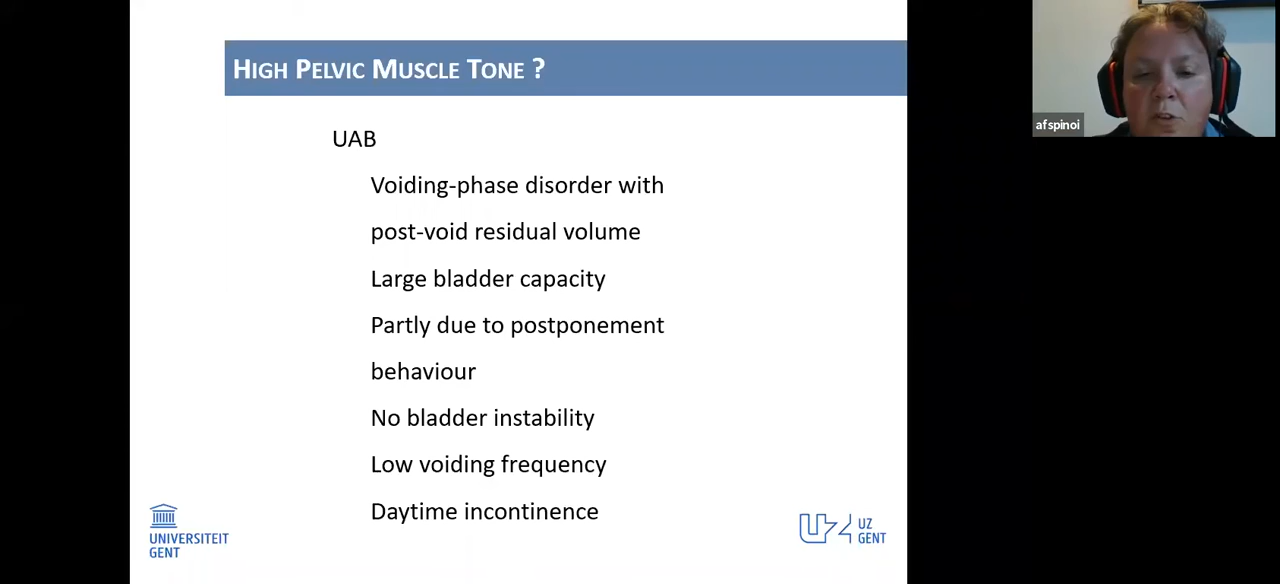 HIGH PELVIC MUSCLE TONE ?
afspinoi
UAB
Voiding-phase disorder with
post-void residual volume
Large bladder capacity
Partly due to postponement
behaviour
No bladder instability
Low voiding frequency
Daytime incontinence
UNIVERSITEIT
GENT
UZ
GENT